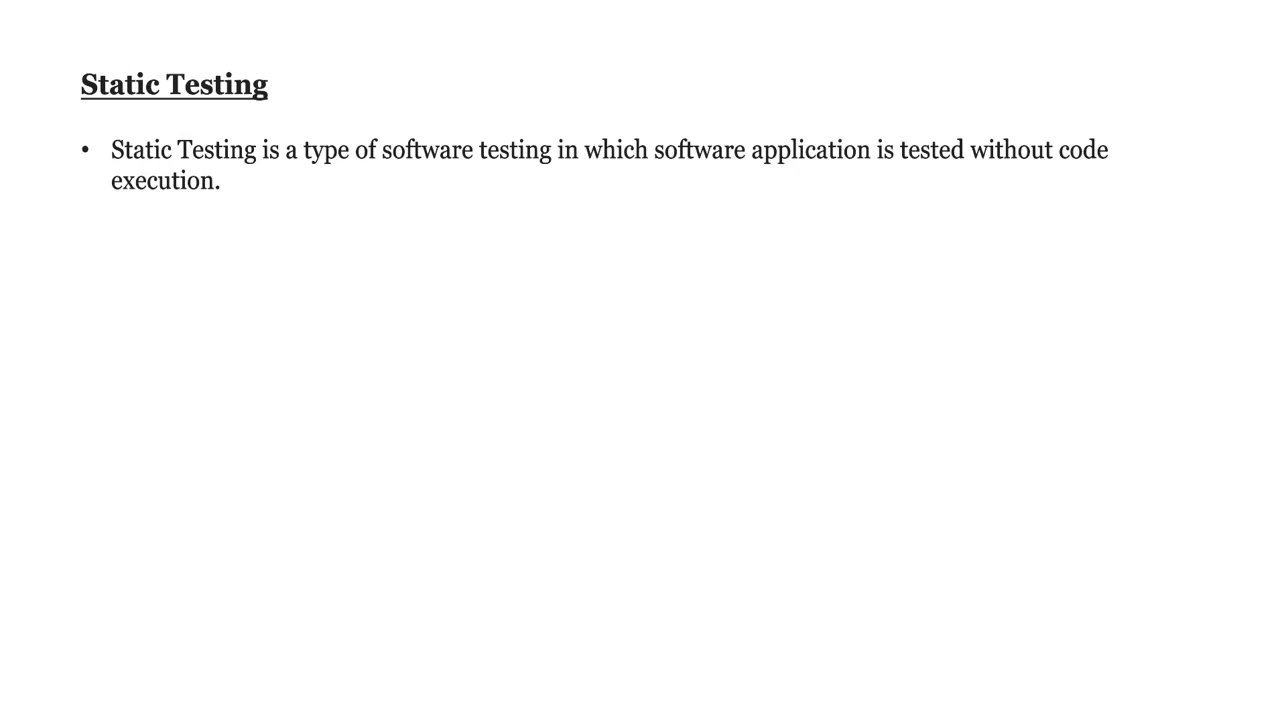 Static Testing
• Static Testing is a type of software testing in which software application is tested without code
execution.